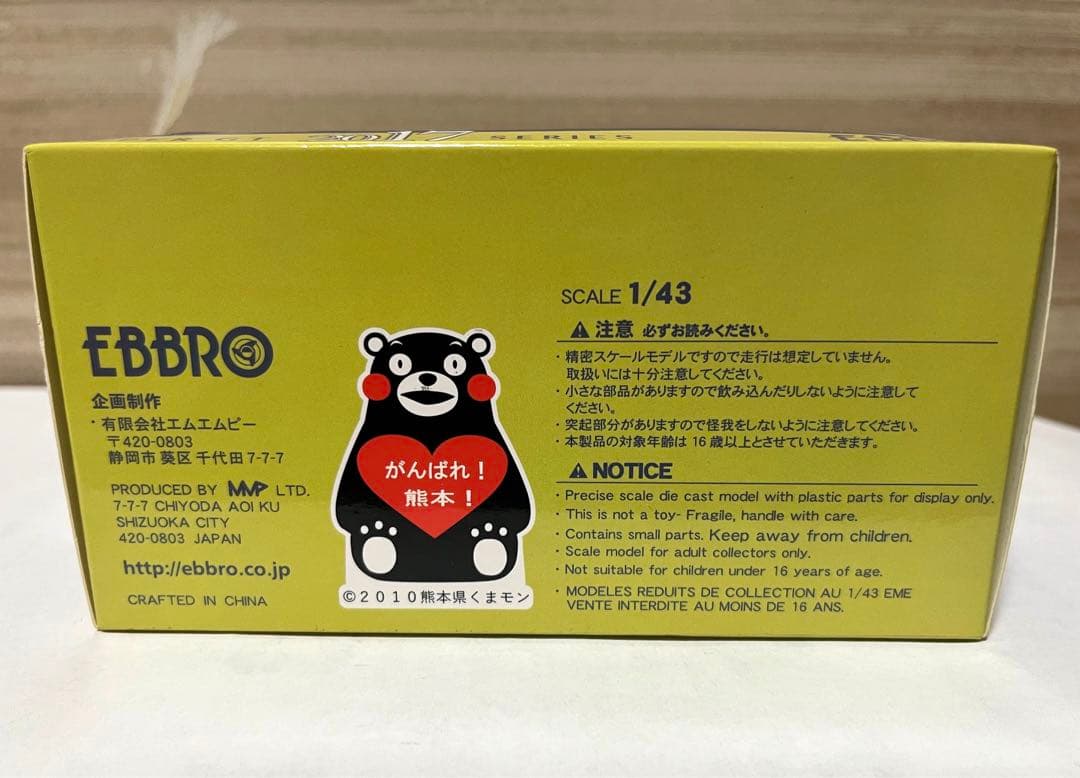 2017 SERIES
EBBRO
企画制作
・有限会社エムエムピー
〒420-0803
静岡市 葵区 千代田 7-7-7
PRODUCED BY MMP LTD.
7-7-7 CHIYODA AOI KU
SHIZUOKA CITY
420-0803 JAPAN
http://ebbro.co.jp
CRAFTED IN CHINA
がんばれ！
熊本！
©2010熊本県くまモン
SCALE 1/43
注意 必ずお読みください。
・精密スケールモデルですので走行は想定していません。
取扱いには十分注意してください。
・小さな部品がありますので飲み込んだりしないように注意して
ください。
・突起部分がありますので怪我をしないように注意してください。
・本製品の対象年齢は 16 歳以上とさせていただきます。
NOTICE
・Precise scale die cast model with plastic parts for display only.
・This is not a toy- Fragile, handle with care.
・Contains small parts. Keep away from children.
・Scale model for adult collectors only.
・Not suitable for children under 16 years of age.
・MODELES REDUITS DE COLLECTION AU 1/43 EME
VENTE INTERDITE AU MOINS DE 16 ANS.